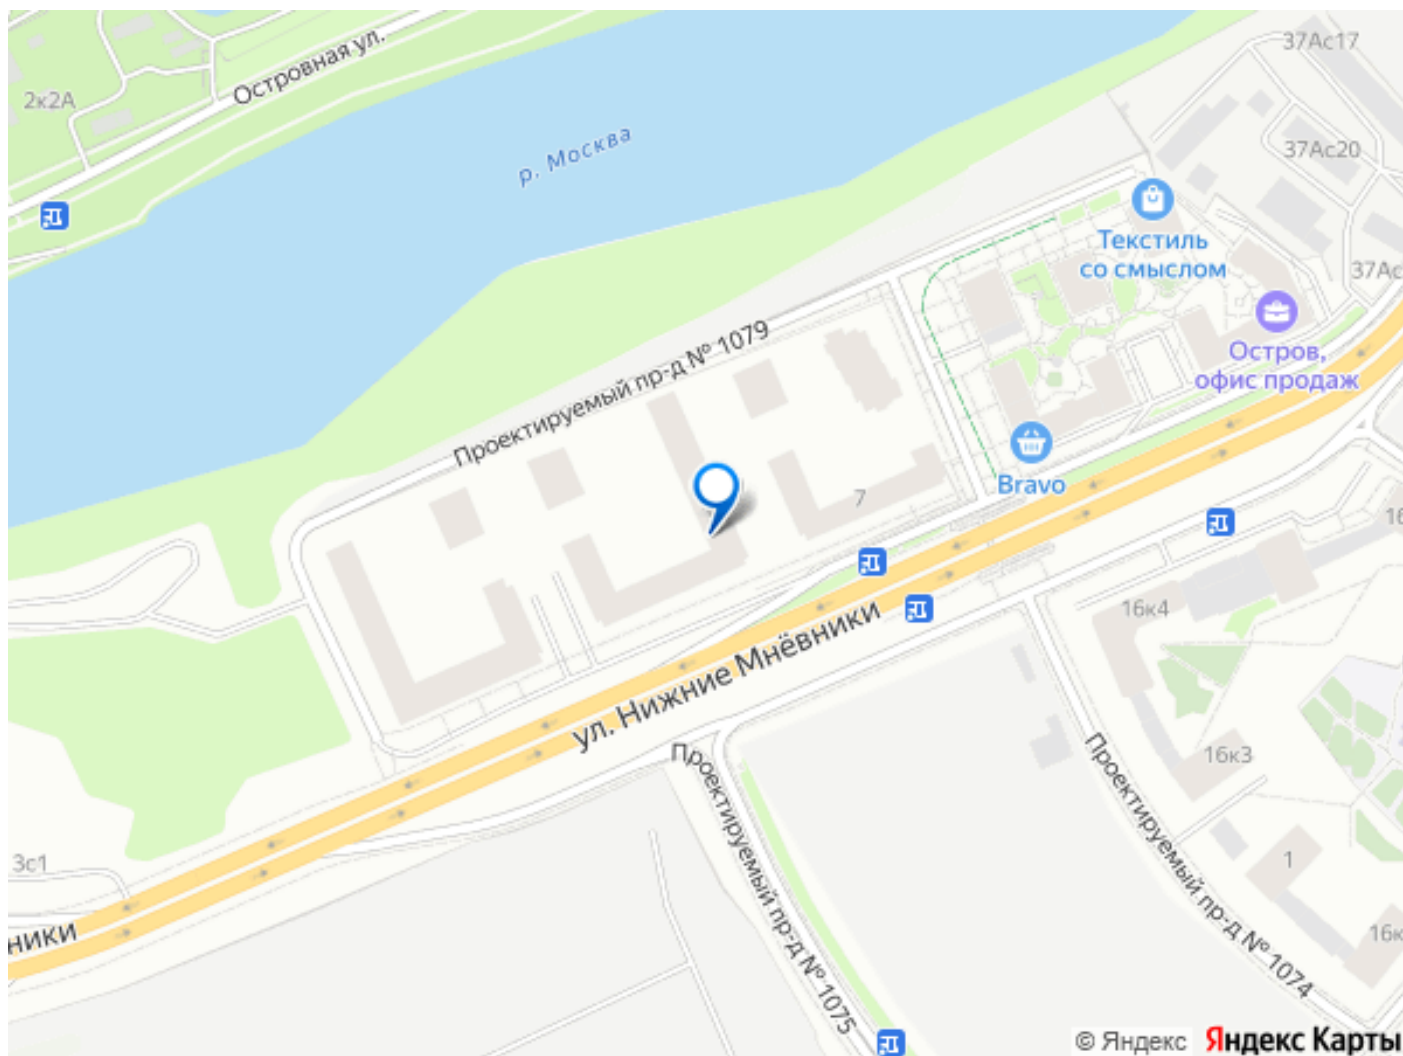 37Ас17
Островная ул.
2к2А
р. Москва
37Ас20
Текстиль
со смыслом
37Ас
Остров,
офис продаж
Проектируемый пр-д № 1079
Bravo
7
16
16к4
ул. Нижние Мнёвники
16к3
Проектируемый пр-д № 1075
Проектируемый пр-д № 1074
3с1
1
ники
16к
© Яндекс Яндекс Карты